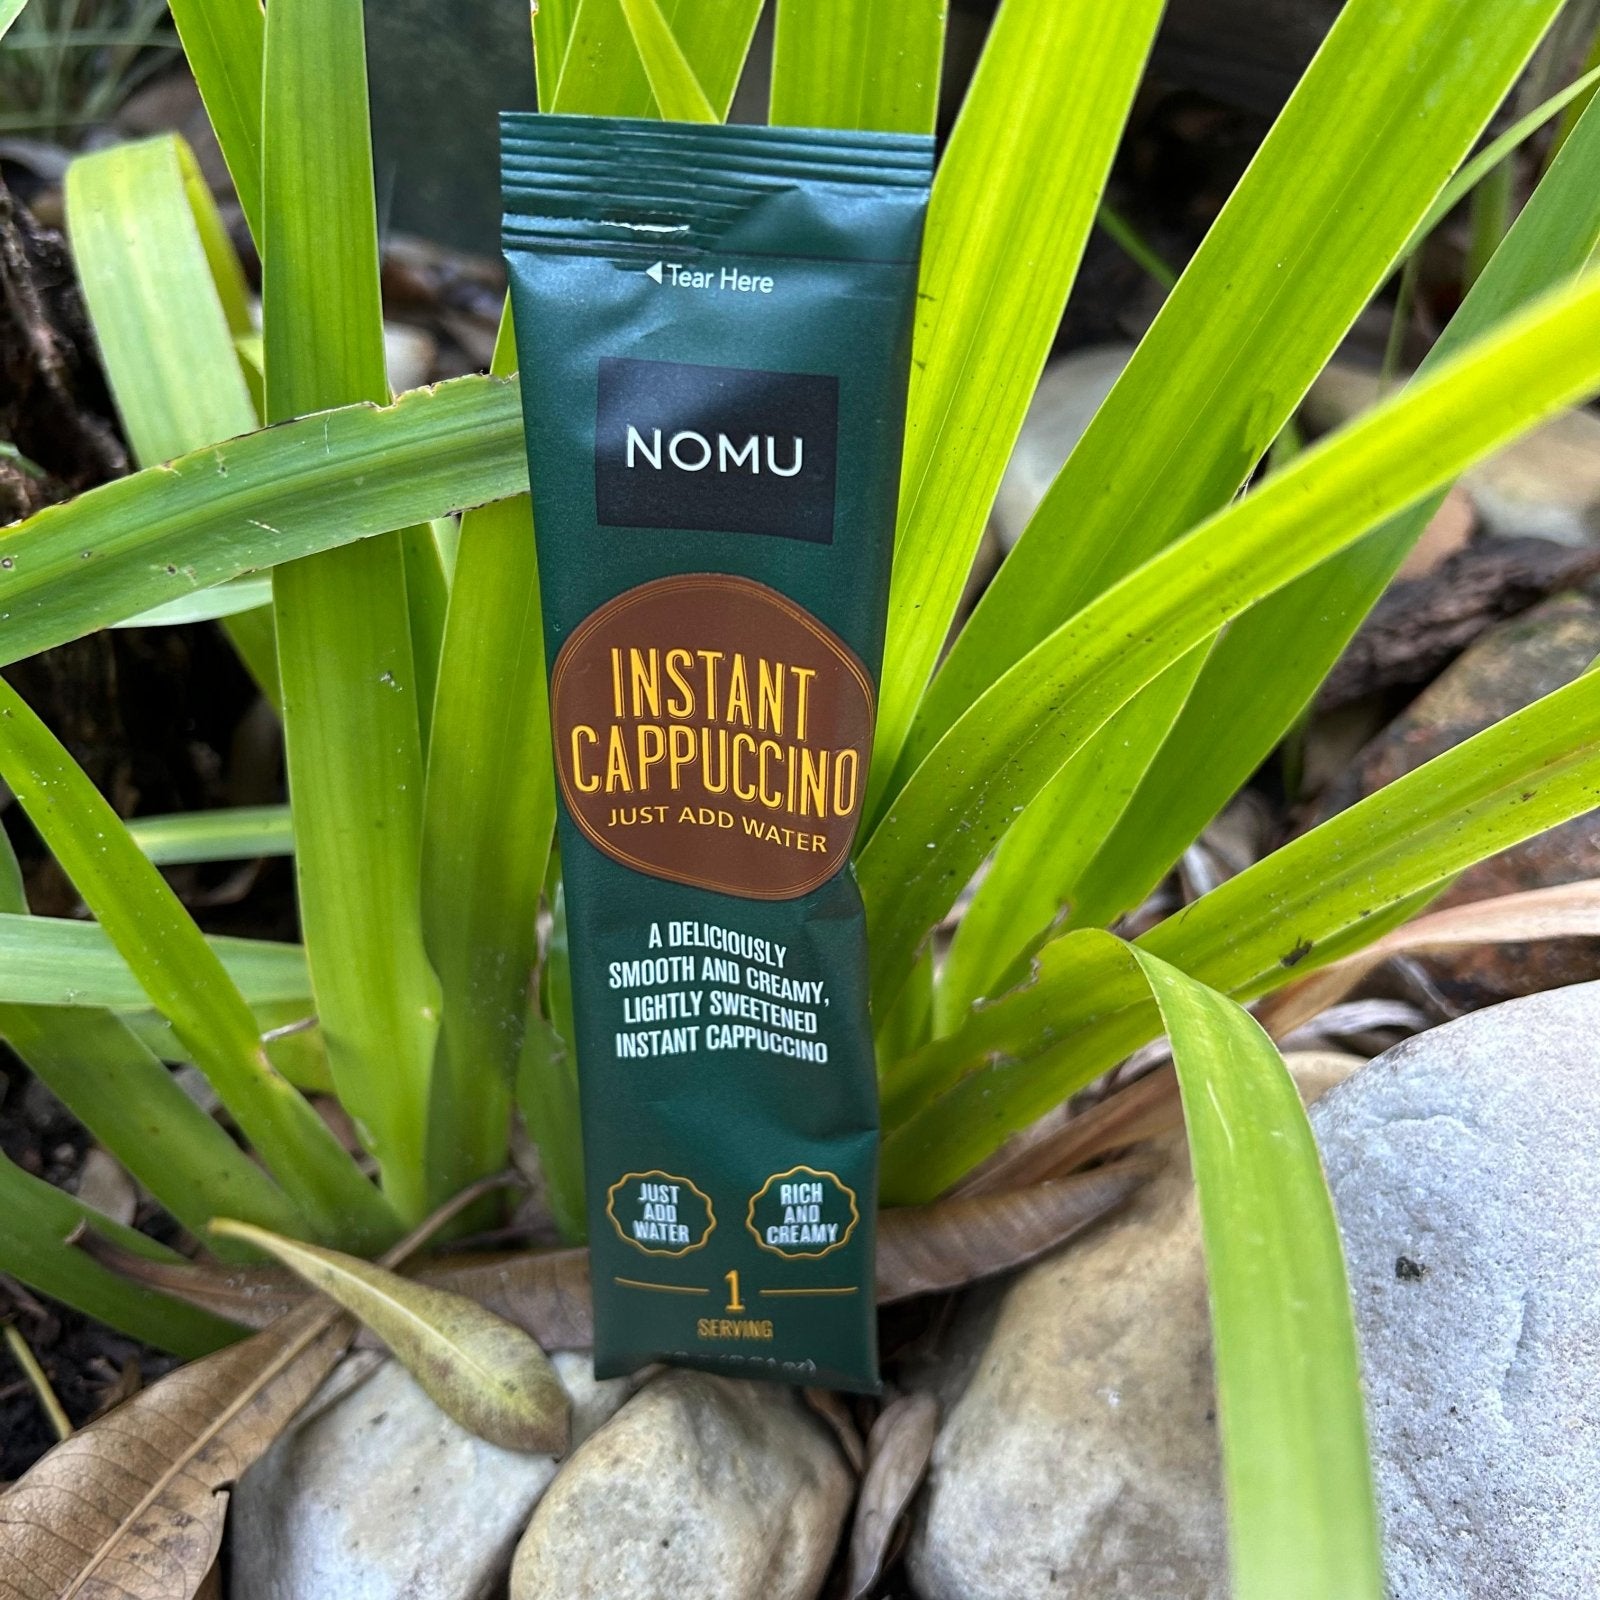 Tear Here
NOMU
INSTANT
CAPPUCCINO
JUST ADD WATER
A DELICIOUSLY
SMOOTH AND CREAMY,
LIGHTLY SWEETENED
INSTANT CAPPUCCINO
JUST
ADD
WATER
RICH
AND
CREAMY
1
SERVING